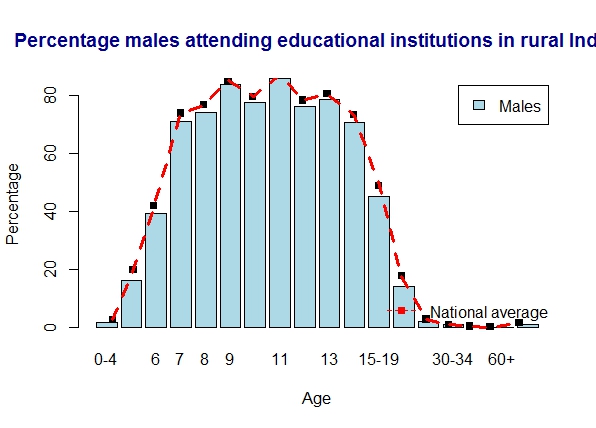 Percentage males attending educational institutions in rural Ind
80
60
40
20
0
Percentage
Males
National average
0-4 6 7 8 9 11 13 15-19 30-34 60+
Age